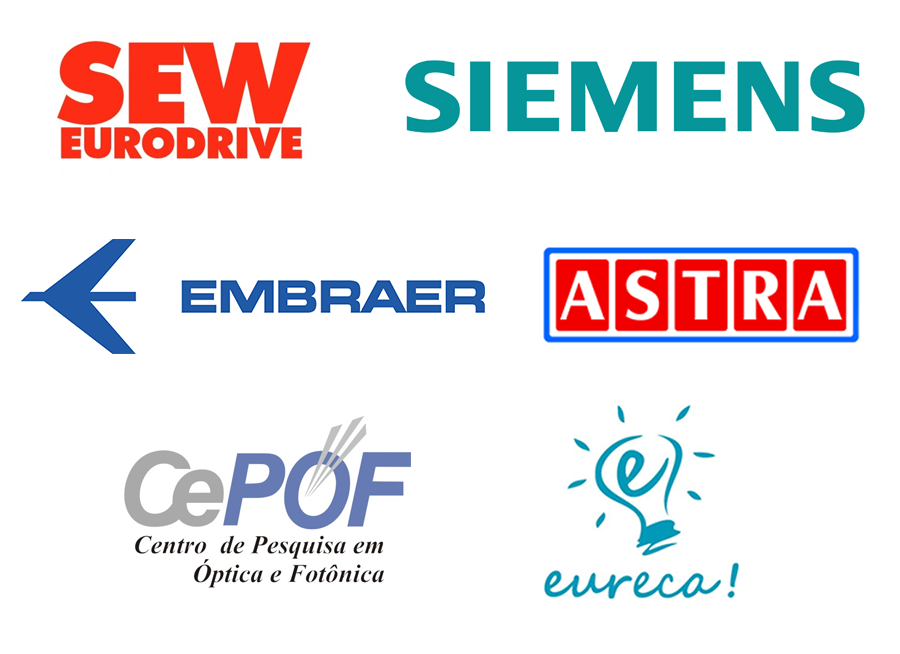 SEW
EURODRIVE
SIEMENS
EMBRAER
ASTRA
CePOF
Centro de Pesquisa em
Óptica e Fotônica
e
eureca!